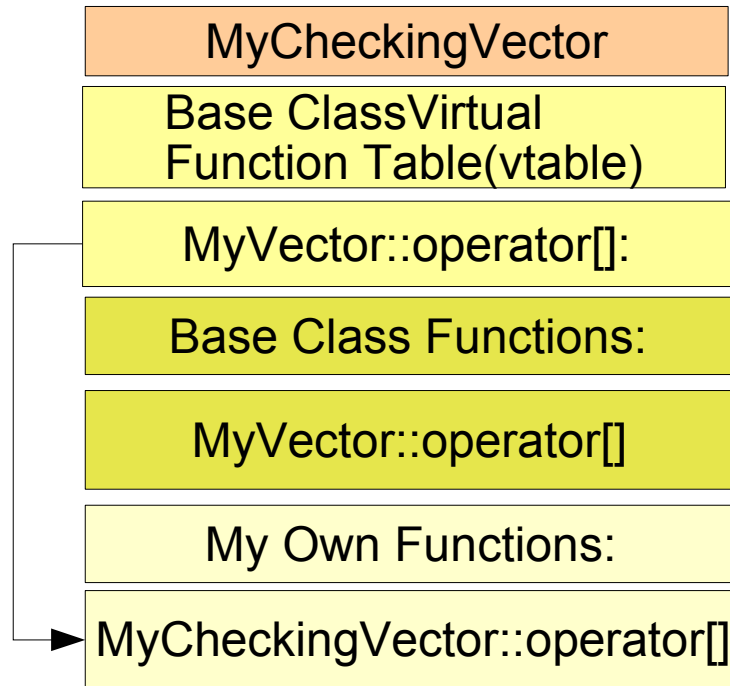 MyCheckingVector
Base ClassVirtual
Function Table(vtable)
MyVector::operator[]:
Base Class Functions:
MyVector::operator[]
My Own Functions:
MyCheckingVector::operator[]